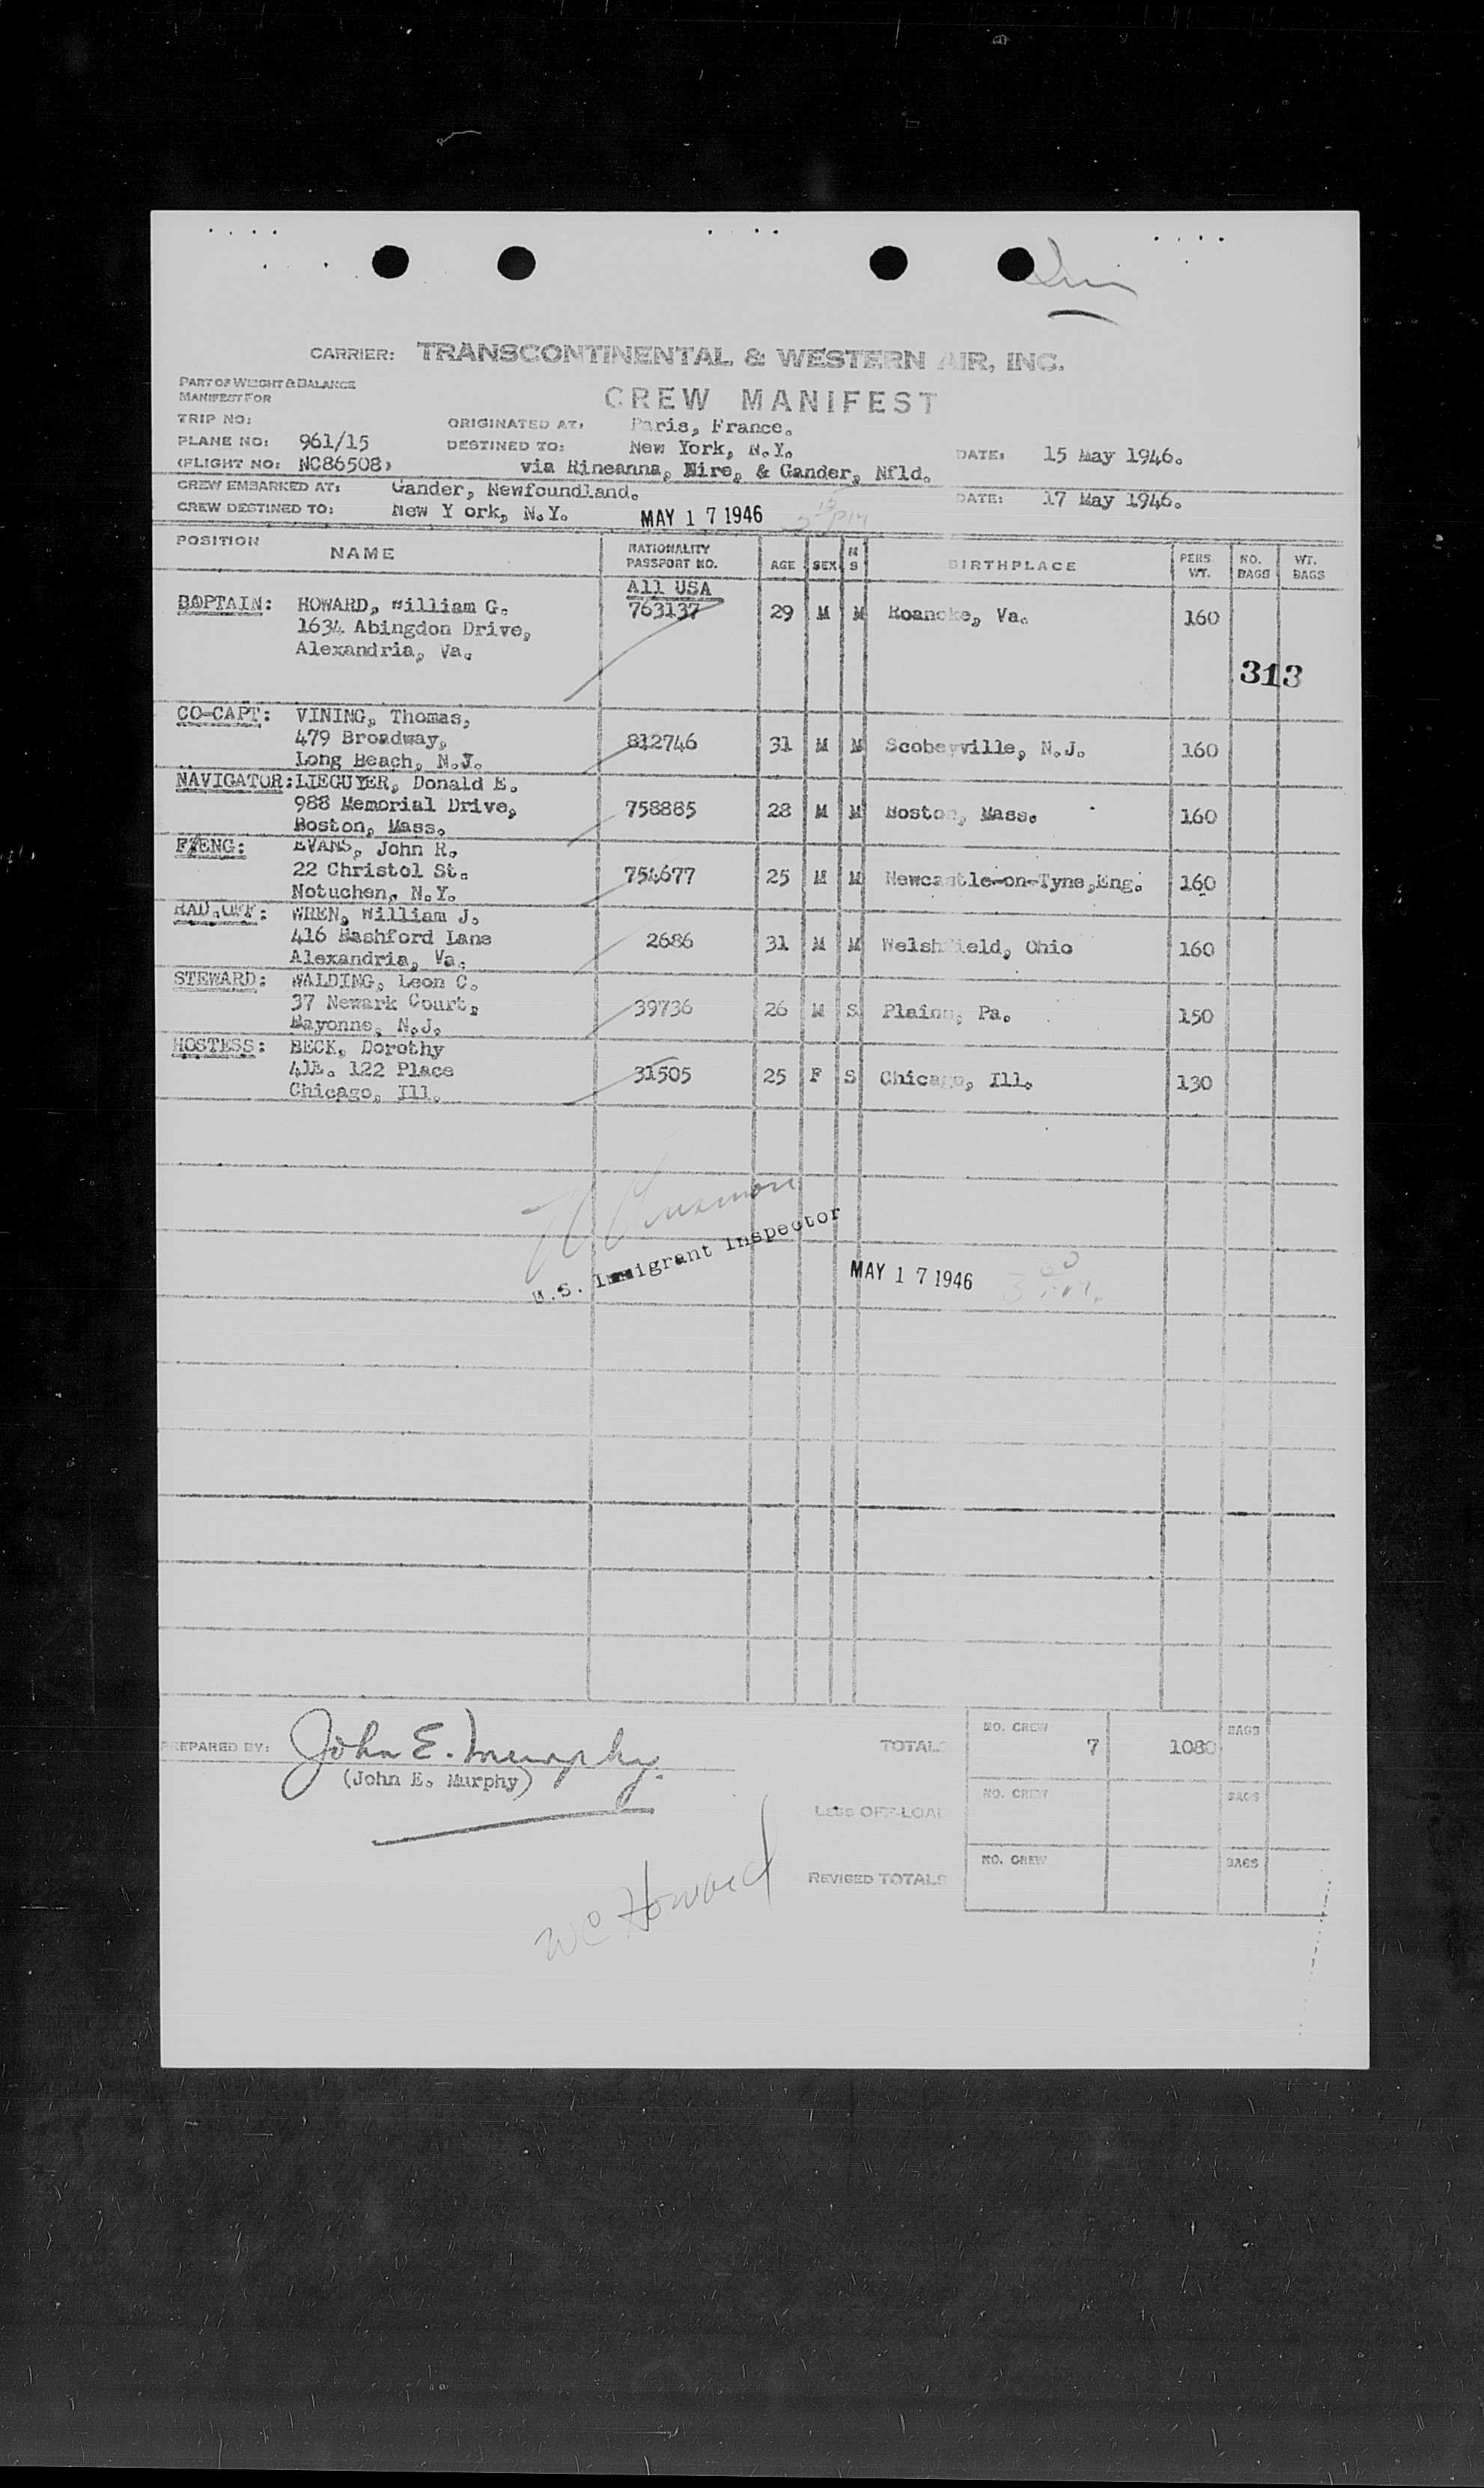 CARRIER: TRANSCONTINENTAL & WESTERN AIR, INC.
PART OF WEIGHT & BALANCE
MANIFEST FOR
CREW MANIFEST
TRIP NO:
ORIGINATED AT: Paris, France.
PLANE NO: 961/15
DESTINED TO: New York, N.Y.
DATE: 15 May 1946.
(FLIGHT NO: NC86508)
via Rineanna, Eire, & Gander, Nfld.
CREW EMBARKED AT: Gander, Newfoundland.
DATE: 17 May 1946.
CREW DESTINED TO: New Y ork, N.Y. MAY 17 1946
POSITION NAME NATIONALITY PASSPORT NO. AGE SEX M S BIRTHPLACE PERS. WT. NO. BAGS WT. BAGS
All USA
CAPTAIN: HOWARD, William G. 763137 29 M M Roanoke, Va. 160
1634 Abingdon Drive,
Alexandria, Va.
313
CO-CAPT: VINING, Thomas,
479 Broadway, 812746 31 M M Scobeyville, N.J. 160
Long Beach, N.J.
NAVIGATOR: LIEGUYER, Donald E.
988 Memorial Drive, 758885 28 M M Boston, Mass. 160
Boston, Mass.
F/ENG: EVANS, John R.
22 Christol St. 754677 25 M M Newcastle-on-Tyne,Eng. 160
Notuchen, N.Y.
RAD.OFF: WREN, William J.
416 Bashford Lane 2686 31 M M Welshfield, Ohio 160
Alexandria, Va.
STEWARD: WALDING, Leon C.
37 Newark Court, 39736 26 M S Plains, Pa. 150
Bayonne, N.J.
HOSTESS: BECK, Dorothy
41E. 122 Place 31505 25 F S Chicago, Ill. 130
Chicago, Ill.
U.S. Immigrant Inspector
MAY 17 1946
PREPARED BY: John E. Murphy
(John E. Murphy)
TOTALS NO. CREW 7 1080 BAGS
LESS OFF-LOAD NO. CREW BAGS
REVISED TOTALS NO. CREW BAGS
WC Howard